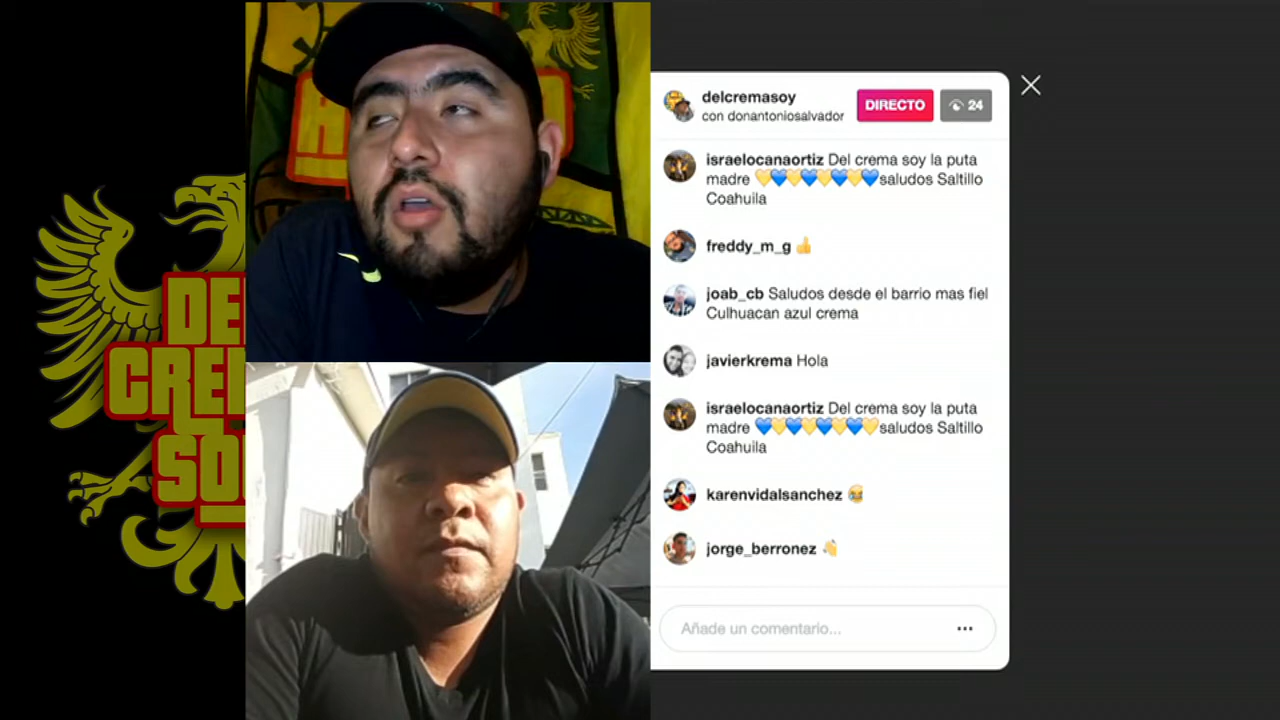 DE
CRE
SO
delcremasoy
con donantoniosalvador
DIRECTO
24
israelocanaortiz Del crema soy la puta
madre 💛💙💛💙💛💙💛💙saludos Saltillo
Coahuila
freddy_m_g 👍
joab_cb Saludos desde el barrio mas fiel
Culhuacan azul crema
javierkrema Hola
israelocanaortiz Del crema soy la puta
madre 💙💛💙💛💙💛💙💛saludos Saltillo
Coahuila
karenvidalsanchez
jorge_berronez 👋
Añade un comentario...